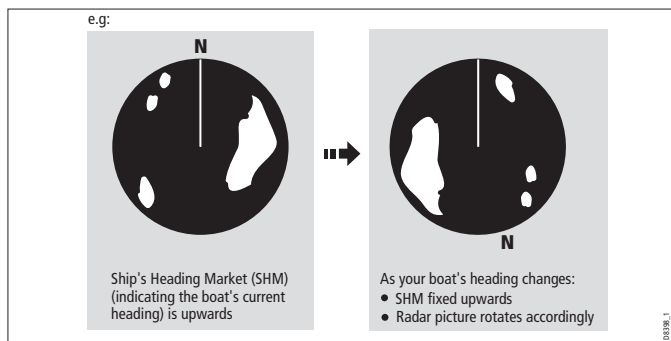 e.g:
N
Ship's Heading Market (SHM)
(indicating the boat's current
heading) is upwards
N
As your boat's heading changes:
● SHM fixed upwards
● Radar picture rotates accordingly
D8398_1